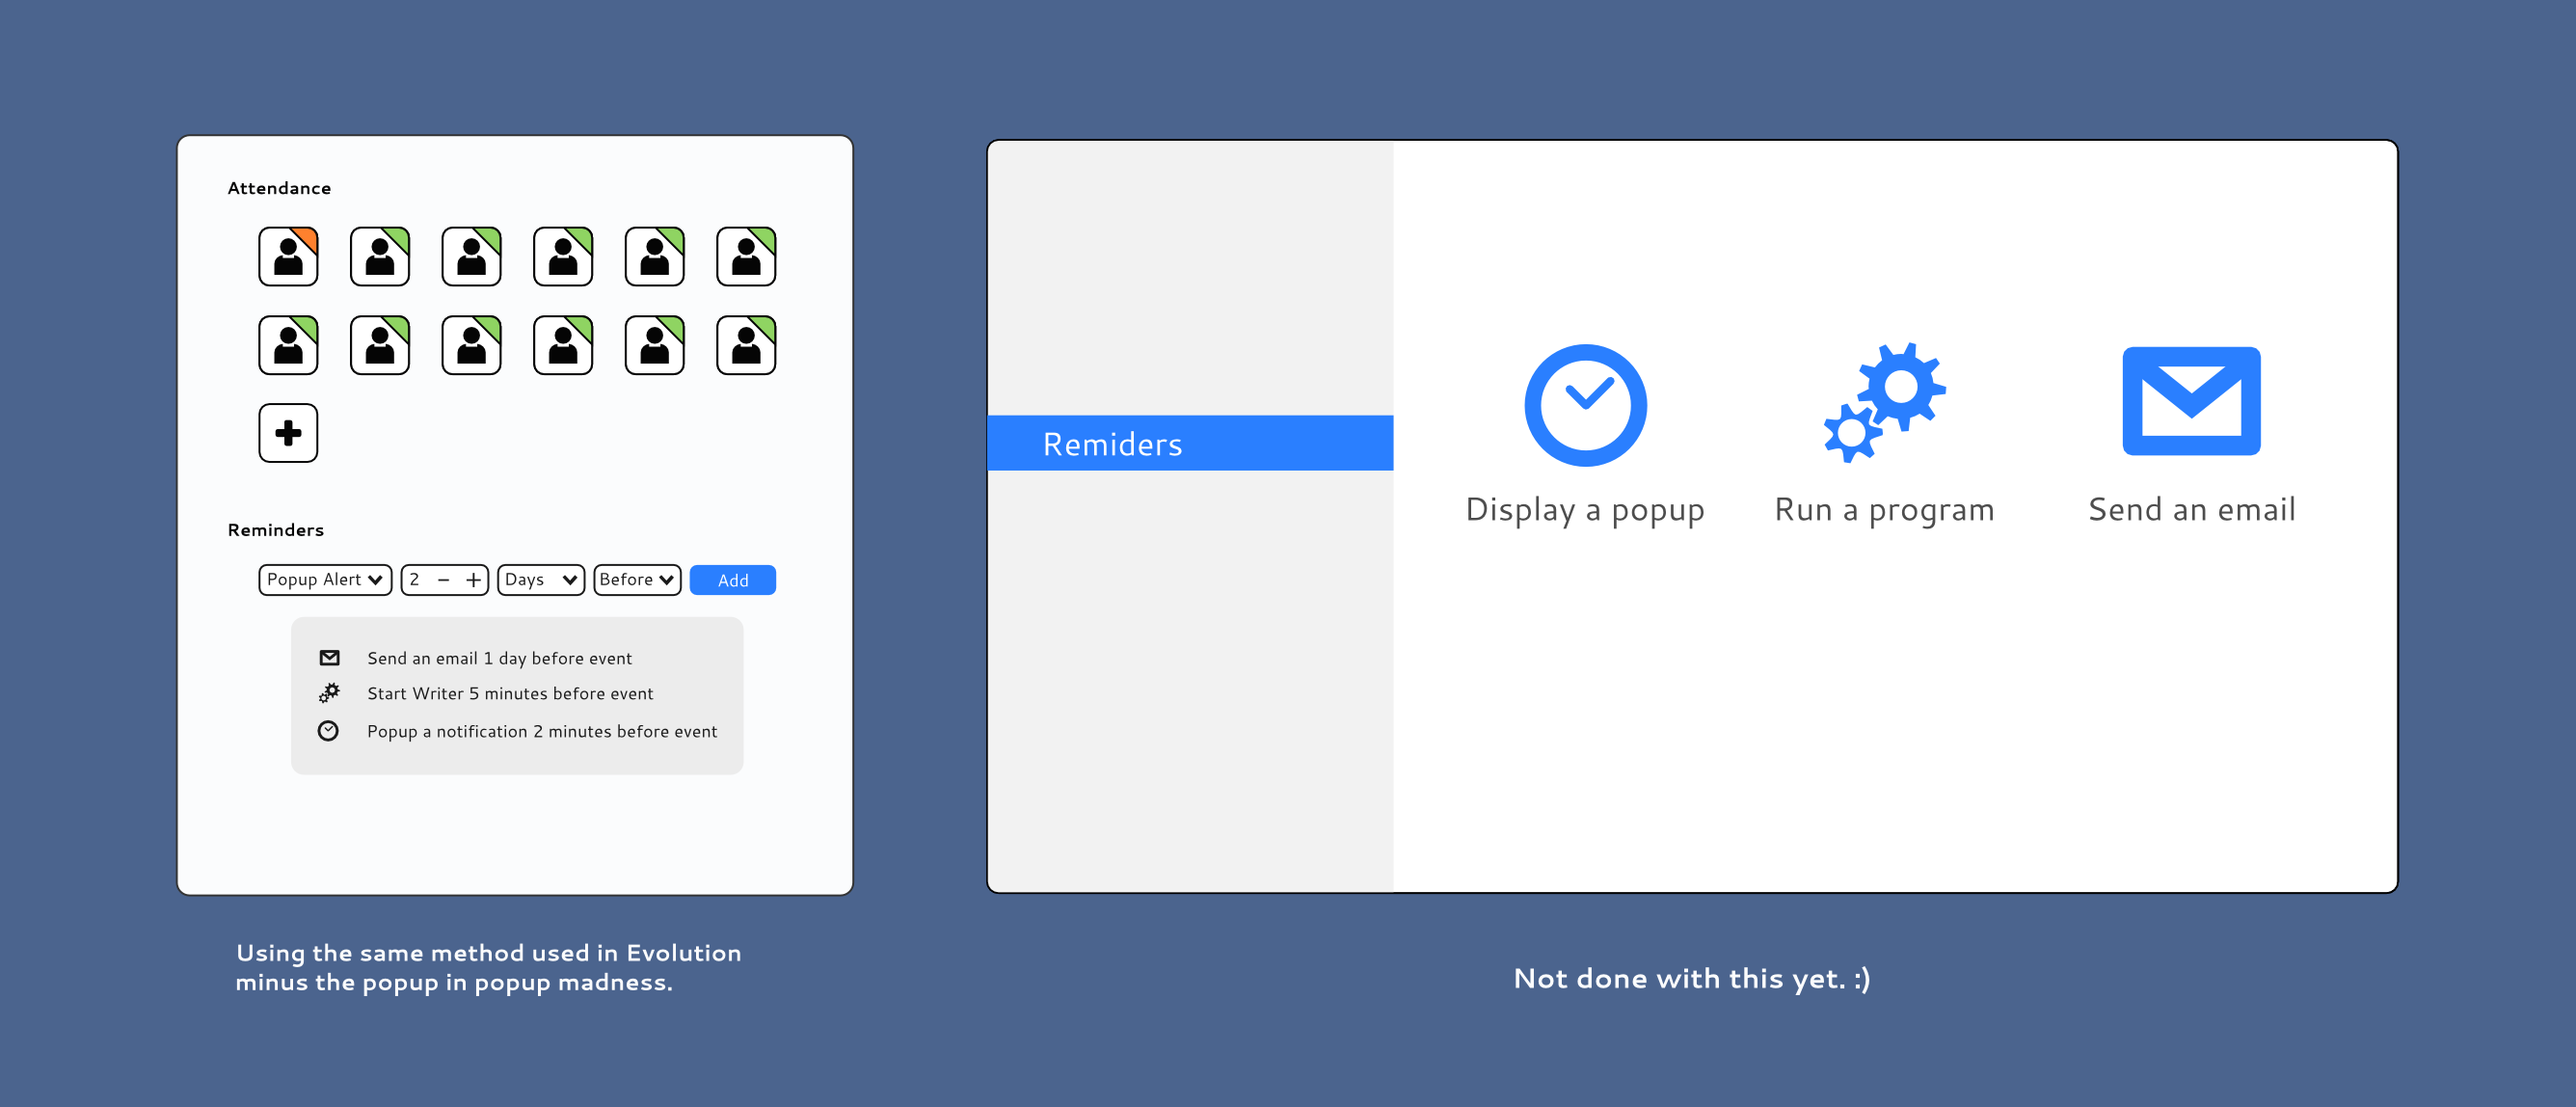 Attendance
Reminders
Popup Alert 2 Days Before Add
Send an email 1 day before event
Start Writer 5 minutes before event
Popup a notification 2 minutes before event
Using the same method used in Evolution
minus the popup in popup madness.
Remiders
Display a popup Run a program Send an email
Not done with this yet. :)